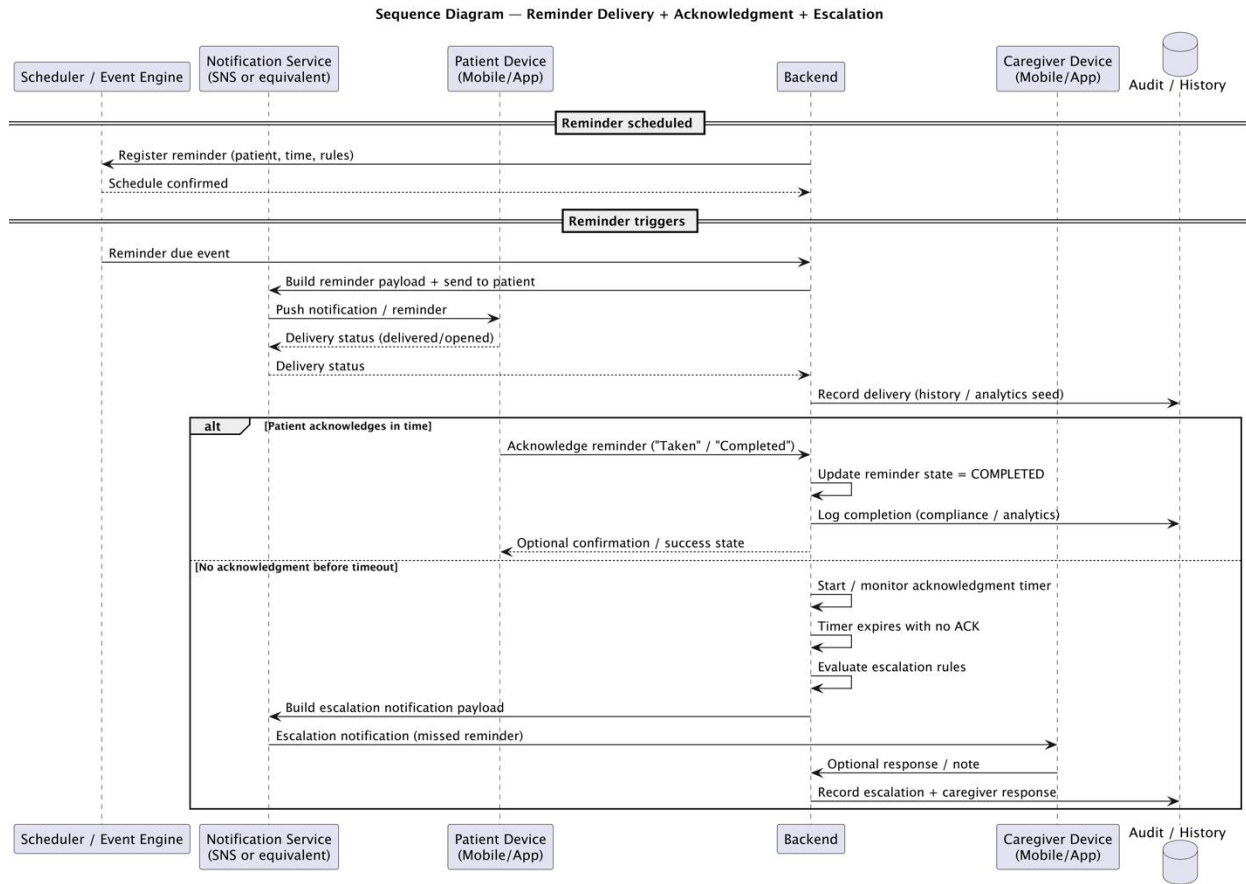 Sequence Diagram — Reminder Delivery + Acknowledgment + Escalation
Scheduler / Event Engine
Notification Service
(SNS or equivalent)
Patient Device
(Mobile/App)
Backend
Caregiver Device
(Mobile/App)
Audit / History
Reminder scheduled
Register reminder (patient, time, rules)
Schedule confirmed
Reminder triggers
Reminder due event
Build reminder payload + send to patient
Push notification / reminder
Delivery status (delivered/opened)
Delivery status
Record delivery (history / analytics seed)
alt
[Patient acknowledges in time]
Acknowledge reminder ("Taken" / "Completed")
Update reminder state = COMPLETED
Log completion (compliance / analytics)
Optional confirmation / success state
[No acknowledgment before timeout]
Start / monitor acknowledgment timer
Timer expires with no ACK
Evaluate escalation rules
Build escalation notification payload
Escalation notification (missed reminder)
Optional response / note
Record escalation + caregiver response
Scheduler / Event Engine
Notification Service
(SNS or equivalent)
Patient Device
(Mobile/App)
Backend
Caregiver Device
(Mobile/App)
Audit / History